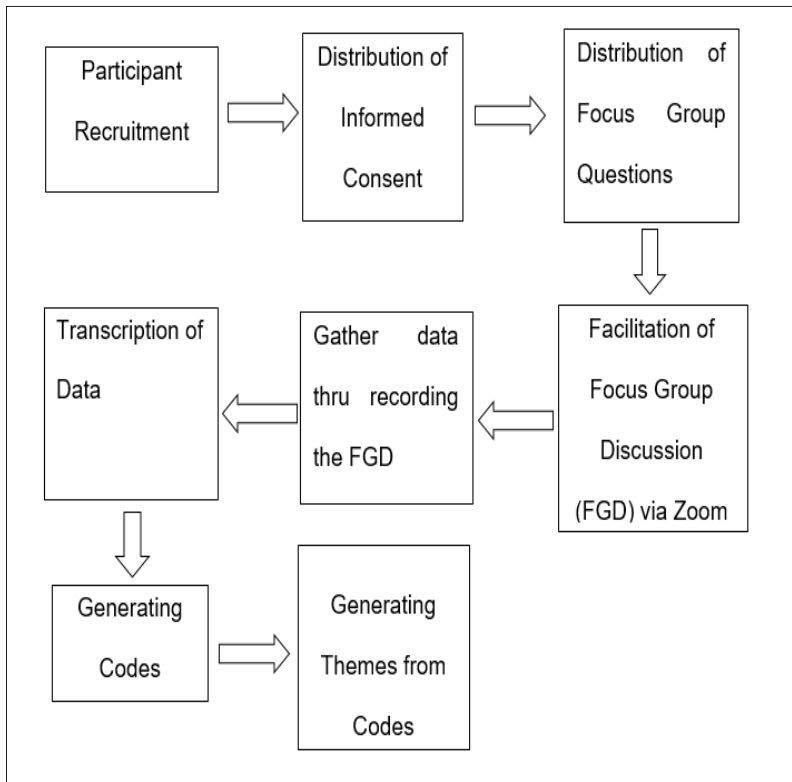 Participant
Recruitment
Distribution of
Informed
Consent
Distribution of
Focus Group
Questions
Facilitation of
Focus Group
Discussion
(FGD) via Zoom
Gather data
thru recording
the FGD
Transcription of
Data
Generating
Codes
Generating
Themes from
Codes